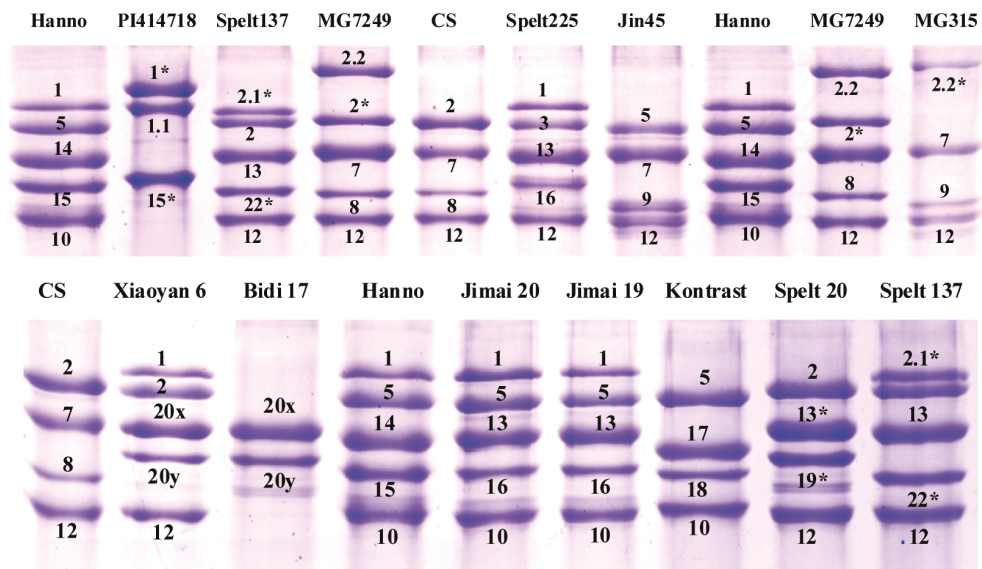 Hanno PI414718 Spelt137 MG7249 CS Spelt225 Jin45 Hanno MG7249 MG315
2.2
1* 2.2 2.2*
1 2.1* 2* 2 1 5 1
5 1.1 2 3 5 2* 7
14 13 7 7 13 7 14 8 9
15 15* 22* 8 8 16 9 15
10 12 12 12 12 12 10 12 12
CS Xiaoyan 6 Bidi 17 Hanno Jimai 20 Jimai 19 Kontrast Spelt 20 Spelt 137
2 1 1 1 1 5 2 2.1*
2 5 5 5
7 20x 20x 14 13 13 17 13* 13
8 20y 20y 15 16 16 18 19* 22*
12 12 10 10 10 10 12 12